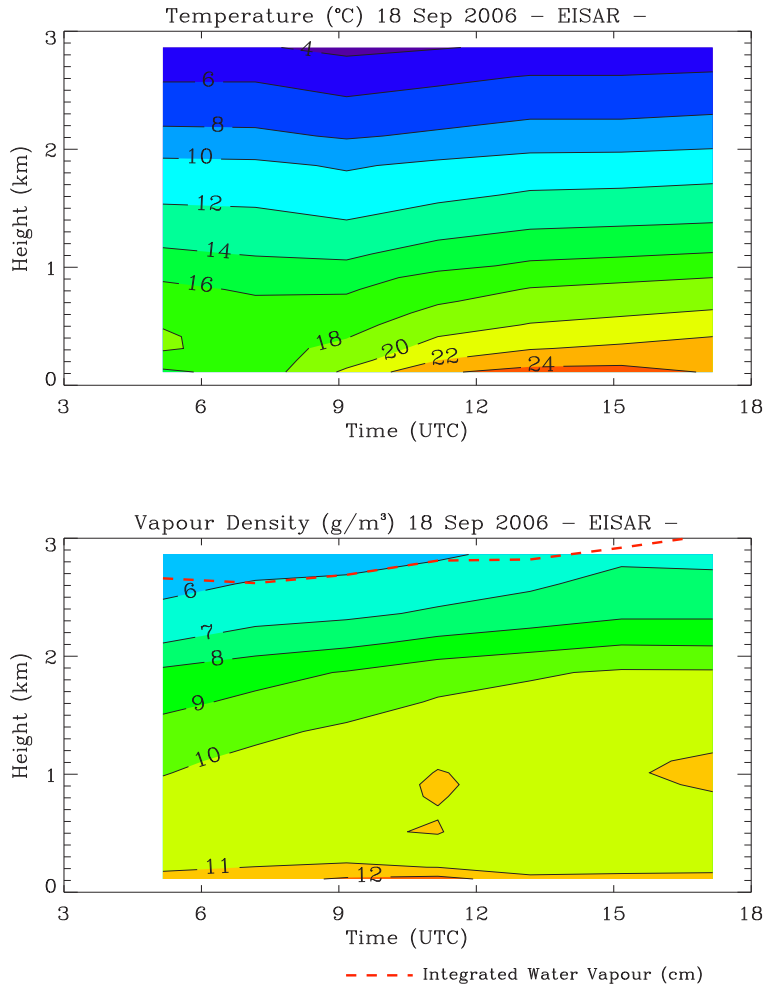 Temperature (°C) 18 Sep 2006 − EISAR −
3
4
6
8
2
10
12
14
1
16
18
20
22
24
0
3 6 9 12 15 18
Height (km)
Time (UTC)
Vapour Density (g/m³) 18 Sep 2006 − EISAR −
3
6
7
8
2
9
10
1
11
12
0
3 6 9 12 15 18
Height (km)
Time (UTC)
Integrated Water Vapour (cm)